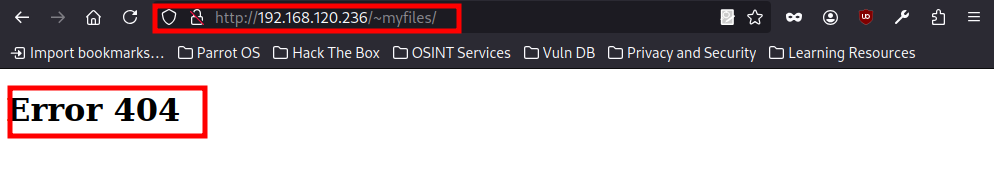 http://192.168.120.236/~myfiles/
Import bookmarks… Parrot OS Hack The Box OSINT Services Vuln DB Privacy and Security Learning Resources
Error 404